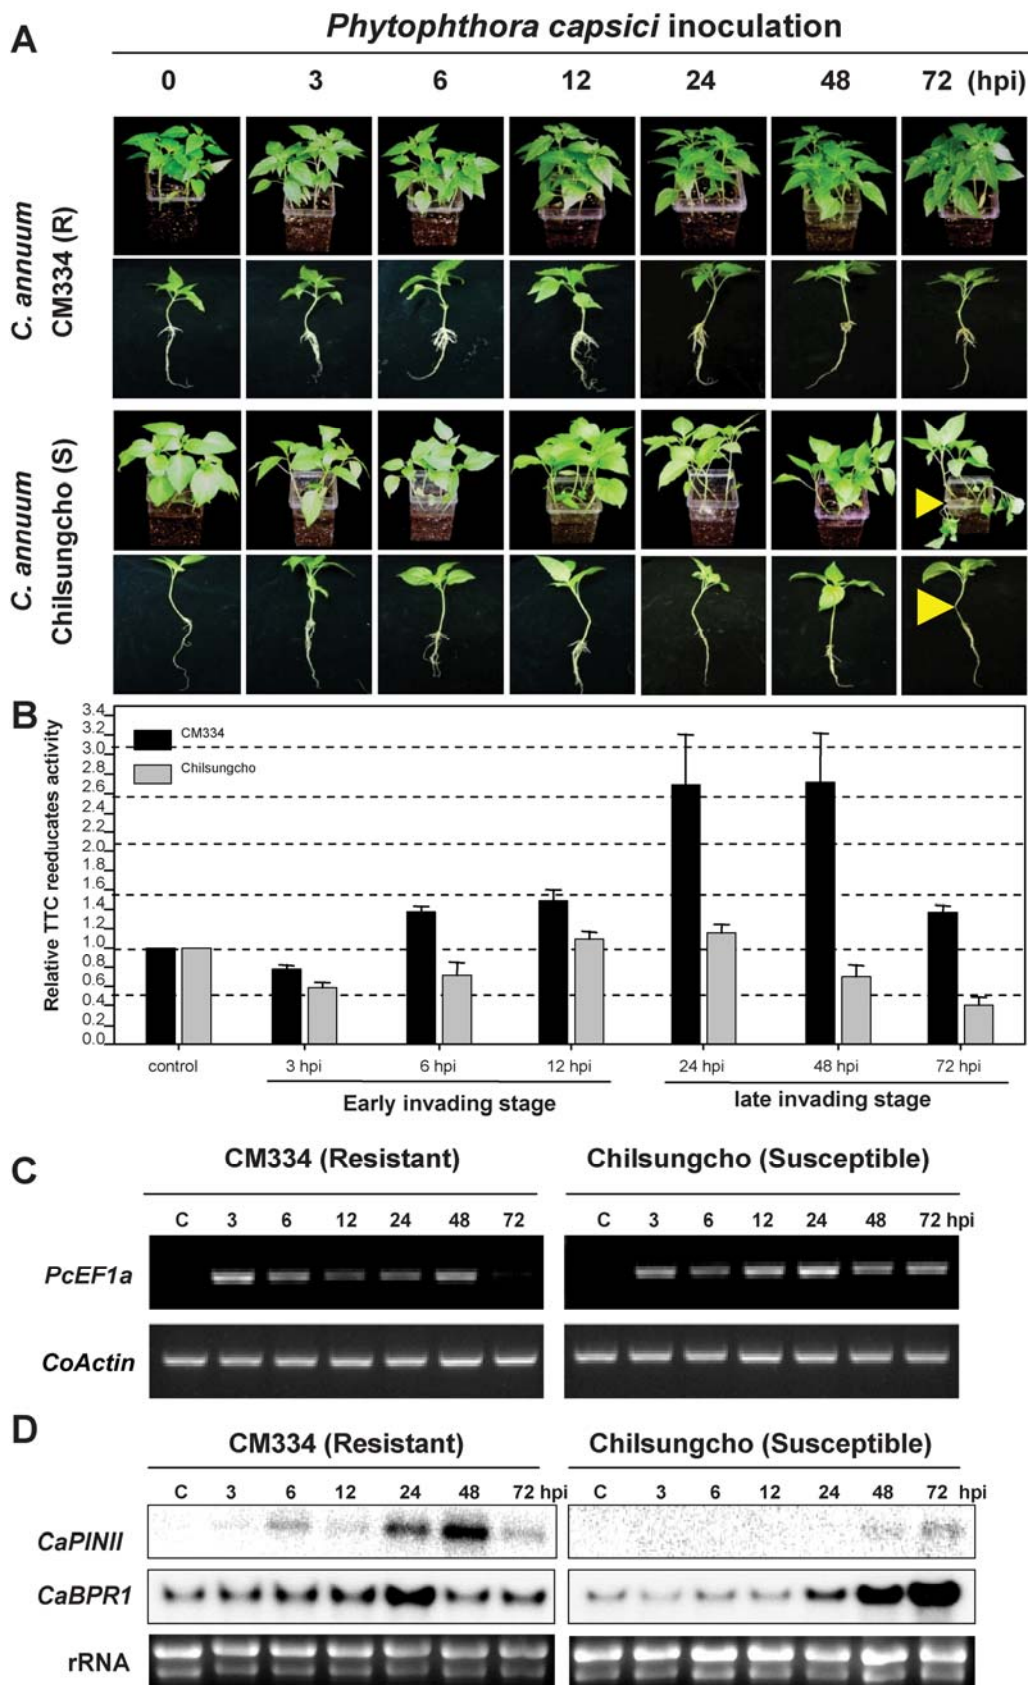 A
Phytophthora capsici inoculation
0 3 6 12 24 48 72 (hpi)
C. annuum
CM334 (R)
C. annuum
Chilsungcho (S)
B
Relative TTC reeducates activity
3.4
3.2
3.0
2.8
2.6
2.4
2.2
2.0
1.8
1.6
1.4
1.2
1.0
0.8
0.6
0.4
0.2
0.0
CM334
Chilsungcho
control 3 hpi 6 hpi 12 hpi 24 hpi 48 hpi 72 hpi
Early invading stage late invading stage
C
CM334 (Resistant) Chilsungcho (Susceptible)
C 3 6 12 24 48 72 C 3 6 12 24 48 72 hpi
PcEF1a
CoActin
D
CM334 (Resistant) Chilsungcho (Susceptible)
C 3 6 12 24 48 72 hpi C 3 6 12 24 48 72 hpi
CaPINII
CaBPR1
rRNA